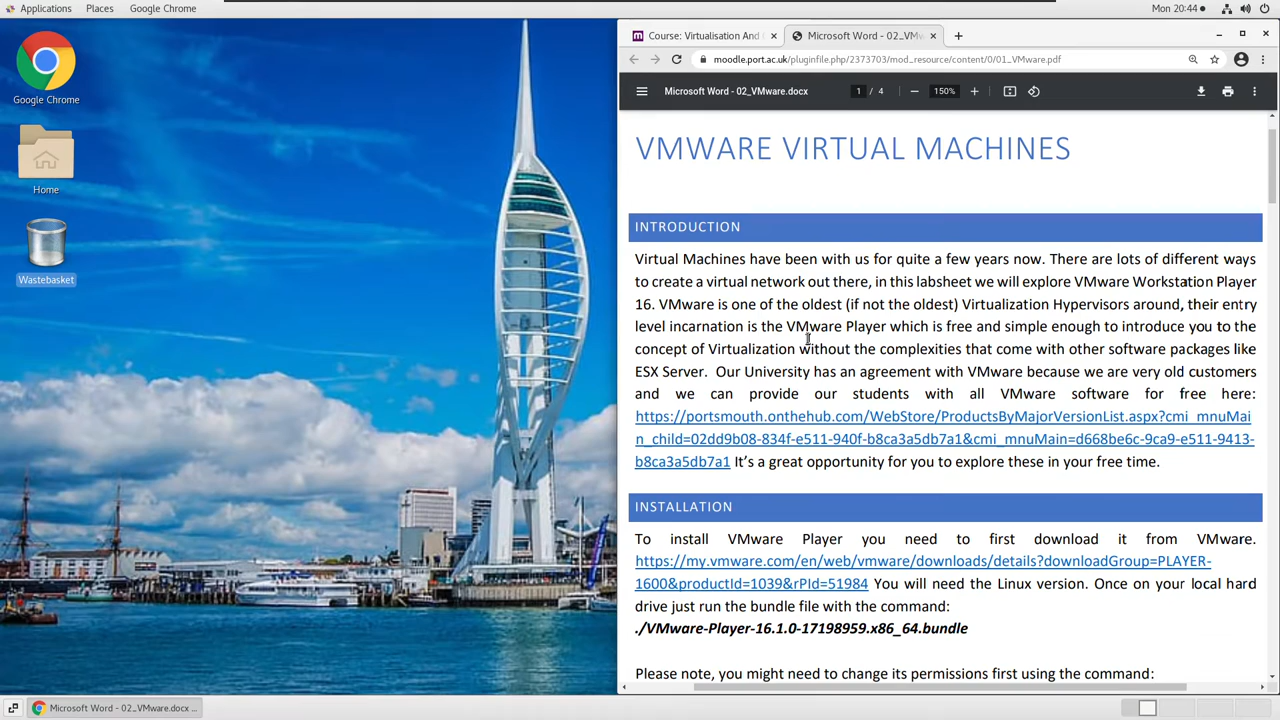 Applications Places Google Chrome Mon 20:44
Google Chrome
Home
Wastebasket
Course: Virtualisation And
Microsoft Word - 02_VMw
moodle.port.ac.uk/pluginfile.php/2373703/mod_resource/content/0/01_VMware.pdf
Microsoft Word - 02_VMware.docx 1 / 4 150%
VMWARE VIRTUAL MACHINES
INTRODUCTION
Virtual Machines have been with us for quite a few years now. There are lots of different ways
to create a virtual network out there, in this labsheet we will explore VMware Workstation Player
16. VMware is one of the oldest (if not the oldest) Virtualization Hypervisors around, their entry
level incarnation is the VMware Player which is free and simple enough to introduce you to the
concept of Virtualization without the complexities that come with other software packages like
ESX Server. Our University has an agreement with VMware because we are very old customers
and we can provide our students with all VMware software for free here:
https://portsmouth.onthehub.com/WebStore/ProductsByMajorVersionList.aspx?cmi_mnuMai
n_child=02dd9b08-834f-e511-940f-b8ca3a5db7a1&cmi_mnuMain=d668be6c-9ca9-e511-9413-
b8ca3a5db7a1 It’s a great opportunity for you to explore these in your free time.
INSTALLATION
To install VMware Player you need to first download it from VMware.
https://my.vmware.com/en/web/vmware/downloads/details?downloadGroup=PLAYER-
1600&productId=1039&rPId=51984 You will need the Linux version. Once on your local hard
drive just run the bundle file with the command:
./VMware-Player-16.1.0-17198959.x86_64.bundle
Please note, you might need to change its permissions first using the command:
Microsoft Word - 02_VMware.docx ...